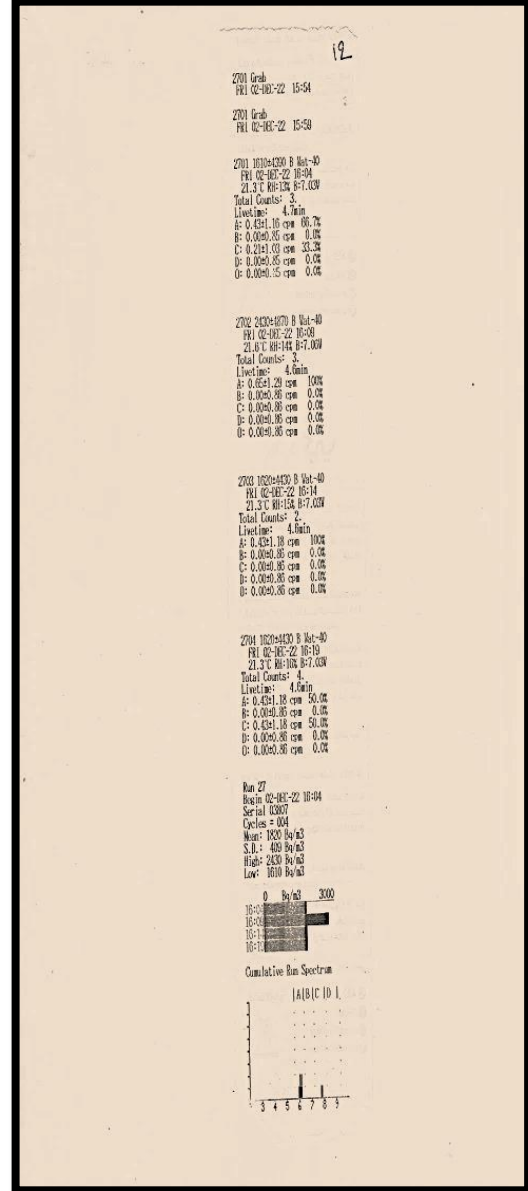 12
2701 Grab
FRI 02-DEC-22 15:54
2701 Grab
FRI 02-DEC-22 15:59
2701 1610±4390 B Wat-40
FRI 02-DEC-22 16:04
21.3°C RH:13% B:7.03V
Total Counts: 3.
Livetime: 4.7min
A: 0.43±1.16 cpm 66.7%
B: 0.00±0.85 cpm 0.0%
C: 0.21±1.03 cpm 33.3%
D: 0.00±0.85 cpm 0.0%
O: 0.00±0.85 cpm 0.0%
2702 2430±4870 B Wat-40
FRI 02-DEC-22 16:09
21.6°C RH:14% B:7.06V
Total Counts: 3.
Livetime: 4.6min
A: 0.65±1.29 cpm 100%
B: 0.00±0.86 cpm 0.0%
C: 0.00±0.86 cpm 0.0%
D: 0.00±0.86 cpm 0.0%
O: 0.00±0.86 cpm 0.0%
2703 1620±4430 B Wat-40
FRI 02-DEC-22 16:14
21.3°C RH:15% B:7.03V
Total Counts: 2.
Livetime: 4.6min
A: 0.43±1.18 cpm 100%
B: 0.00±0.86 cpm 0.0%
C: 0.00±0.86 cpm 0.0%
D: 0.00±0.86 cpm 0.0%
O: 0.00±0.86 cpm 0.0%
2704 1620±4430 B Wat-40
FRI 02-DEC-22 16:19
21.3°C RH:16% B:7.03V
Total Counts: 4.
Livetime: 4.6min
A: 0.43±1.18 cpm 50.0%
B: 0.00±0.86 cpm 0.0%
C: 0.43±1.18 cpm 50.0%
D: 0.00±0.86 cpm 0.0%
O: 0.00±0.86 cpm 0.0%
Run 27
Begin 02-DEC-22 16:04
Serial 03807
Cycles = 004
Mean: 1820 Bq/m3
S.D.: 409 Bq/m3
High: 2430 Bq/m3
Low: 1610 Bq/m3
0 Bq/m3 3000
16:04
16:09
16:14
16:19
Cumulative Run Spectrum
|A|B|C |D |
3 4 5 6 7 8 9